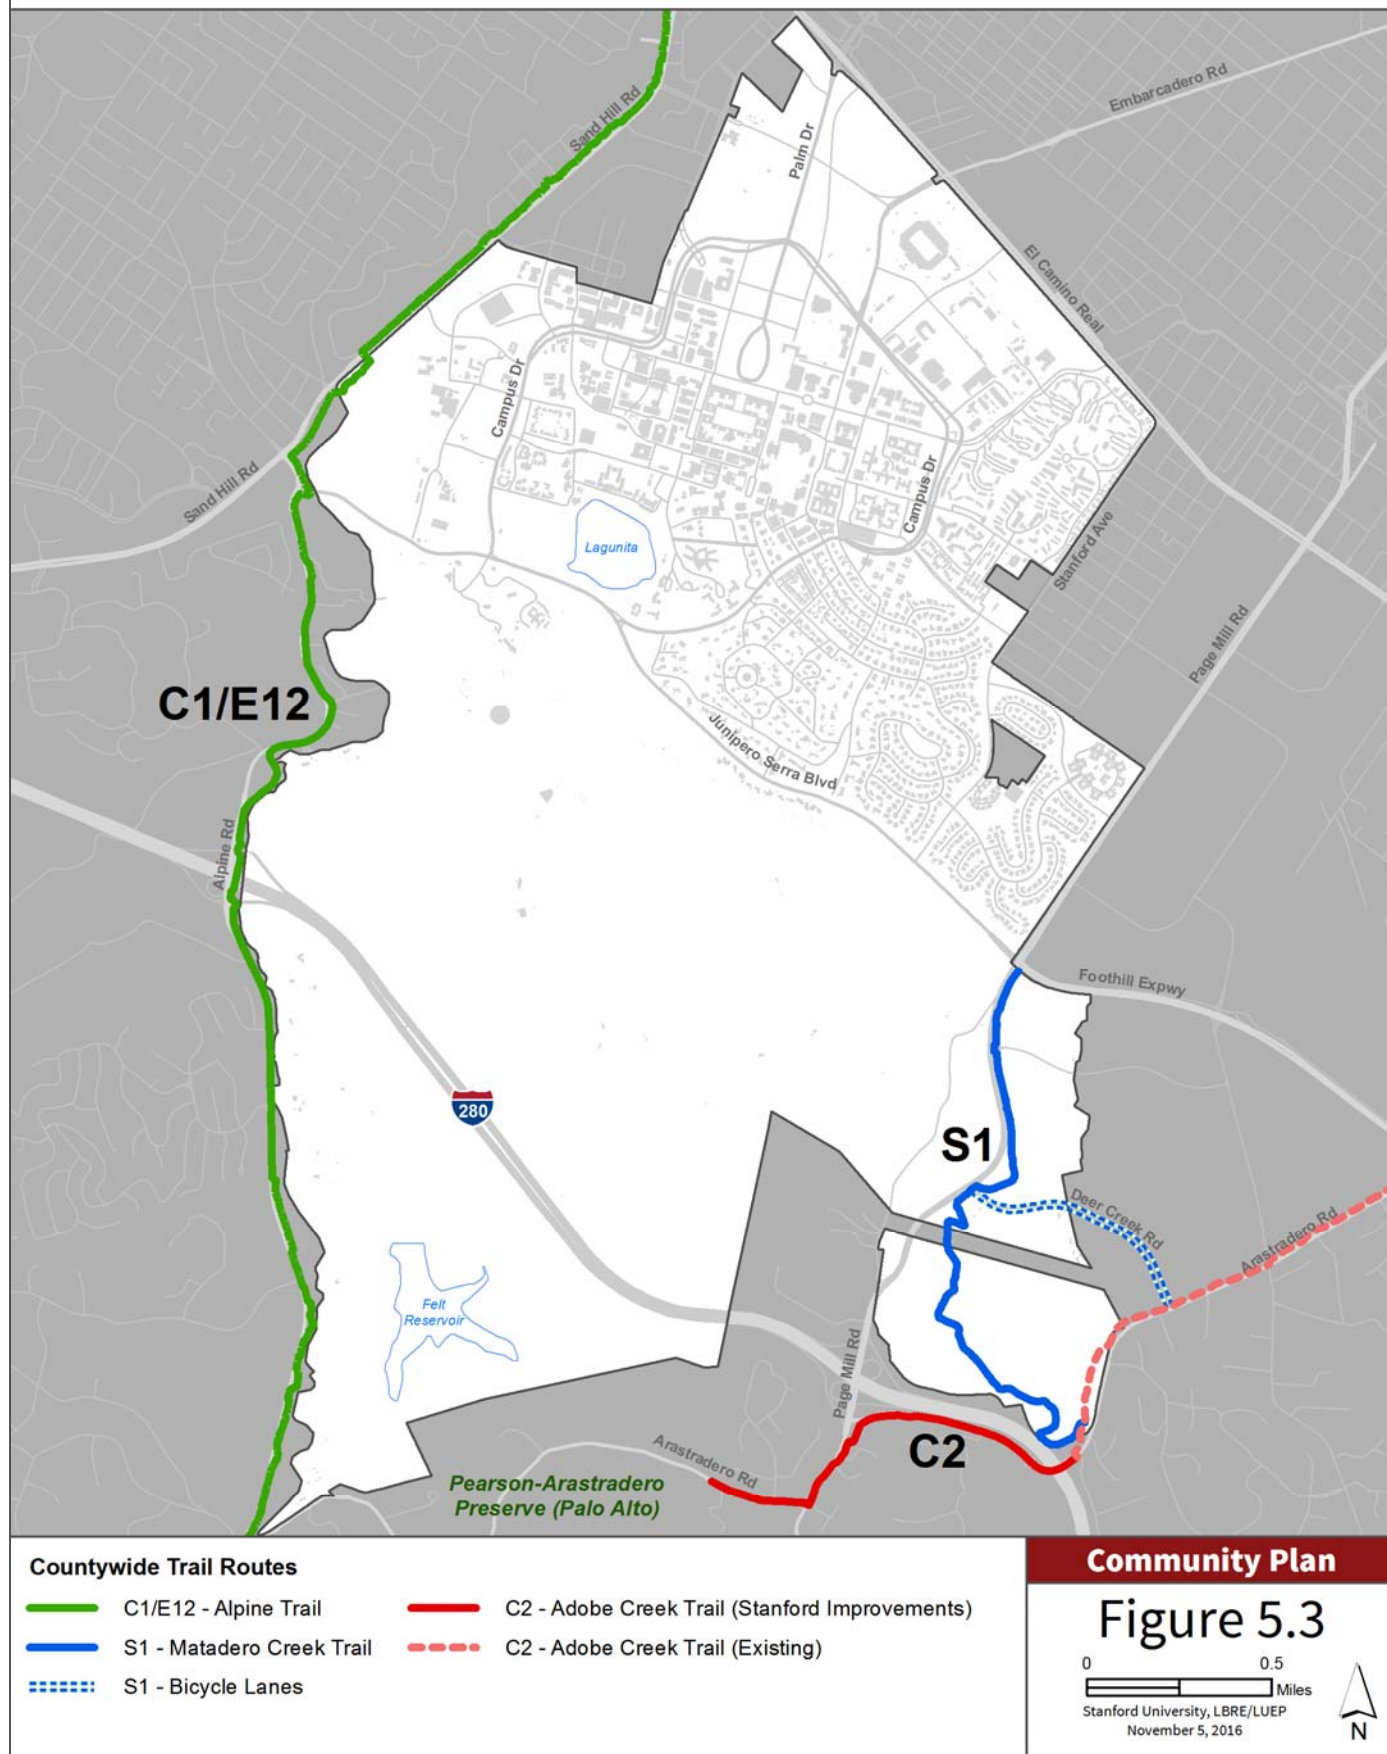 Sand Hill Rd
Embarcadero Rd
Palm Dr
El Camino Real
Campus Dr
Sand Hill Rd
Campus Dr
Lagunita
Stanford Ave
Page Mill Rd
C1/E12
Junipero Serra Blvd
Alpine Rd
Foothill Expwy
280
S1
Deer Creek Rd
Arastradero Rd
Felt
Reservoir
Page Mill Rd
C2
Arastradero Rd
Pearson-Arastradero
Preserve (Palo Alto)
Countywide Trail Routes
C1/E12 - Alpine Trail
S1 - Matadero Creek Trail
S1 - Bicycle Lanes
C2 - Adobe Creek Trail (Stanford Improvements)
C2 - Adobe Creek Trail (Existing)
Community Plan
Figure 5.3
0 0.5
Miles
Stanford University, LBRE/LUEP
November 5, 2016
N